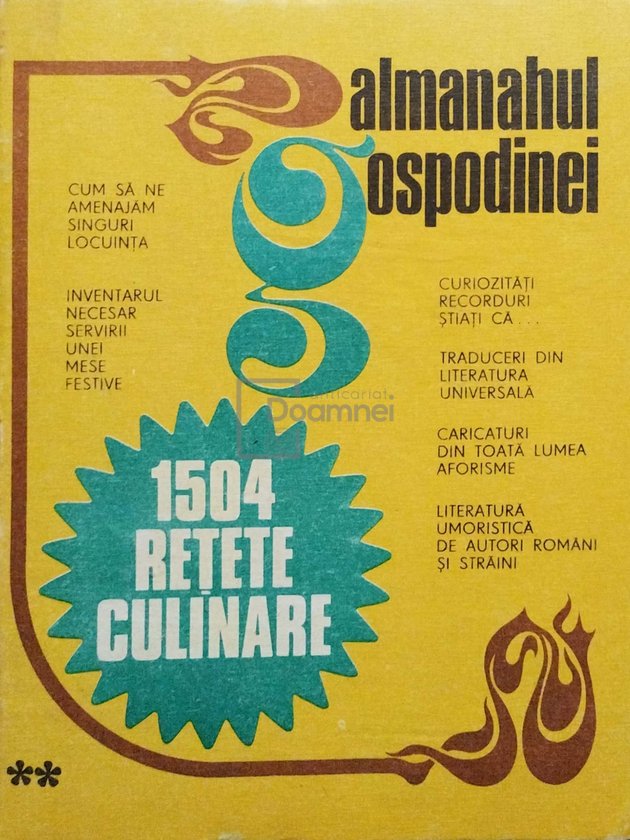 almanahul
gospodinei
CUM SĂ NE
AMENAJĂM
SINGURI
LOCUINȚA
INVENTARUL
NECESAR
SERVIRII
UNEI
MESE
FESTIVE
CURIOZITĂȚI
RECORDURI
ȘTIAȚI CĂ...
TRADUCERI DIN
LITERATURA
UNIVERSALĂ
CARICATURI
DIN TOATĂ LUMEA
AFORISME
LITERATURĂ
UMORISTICĂ
DE AUTORI ROMÂNI
ȘI STRĂINI
1504
REȚETE
CULINARE
**
anticariat
Doamnei